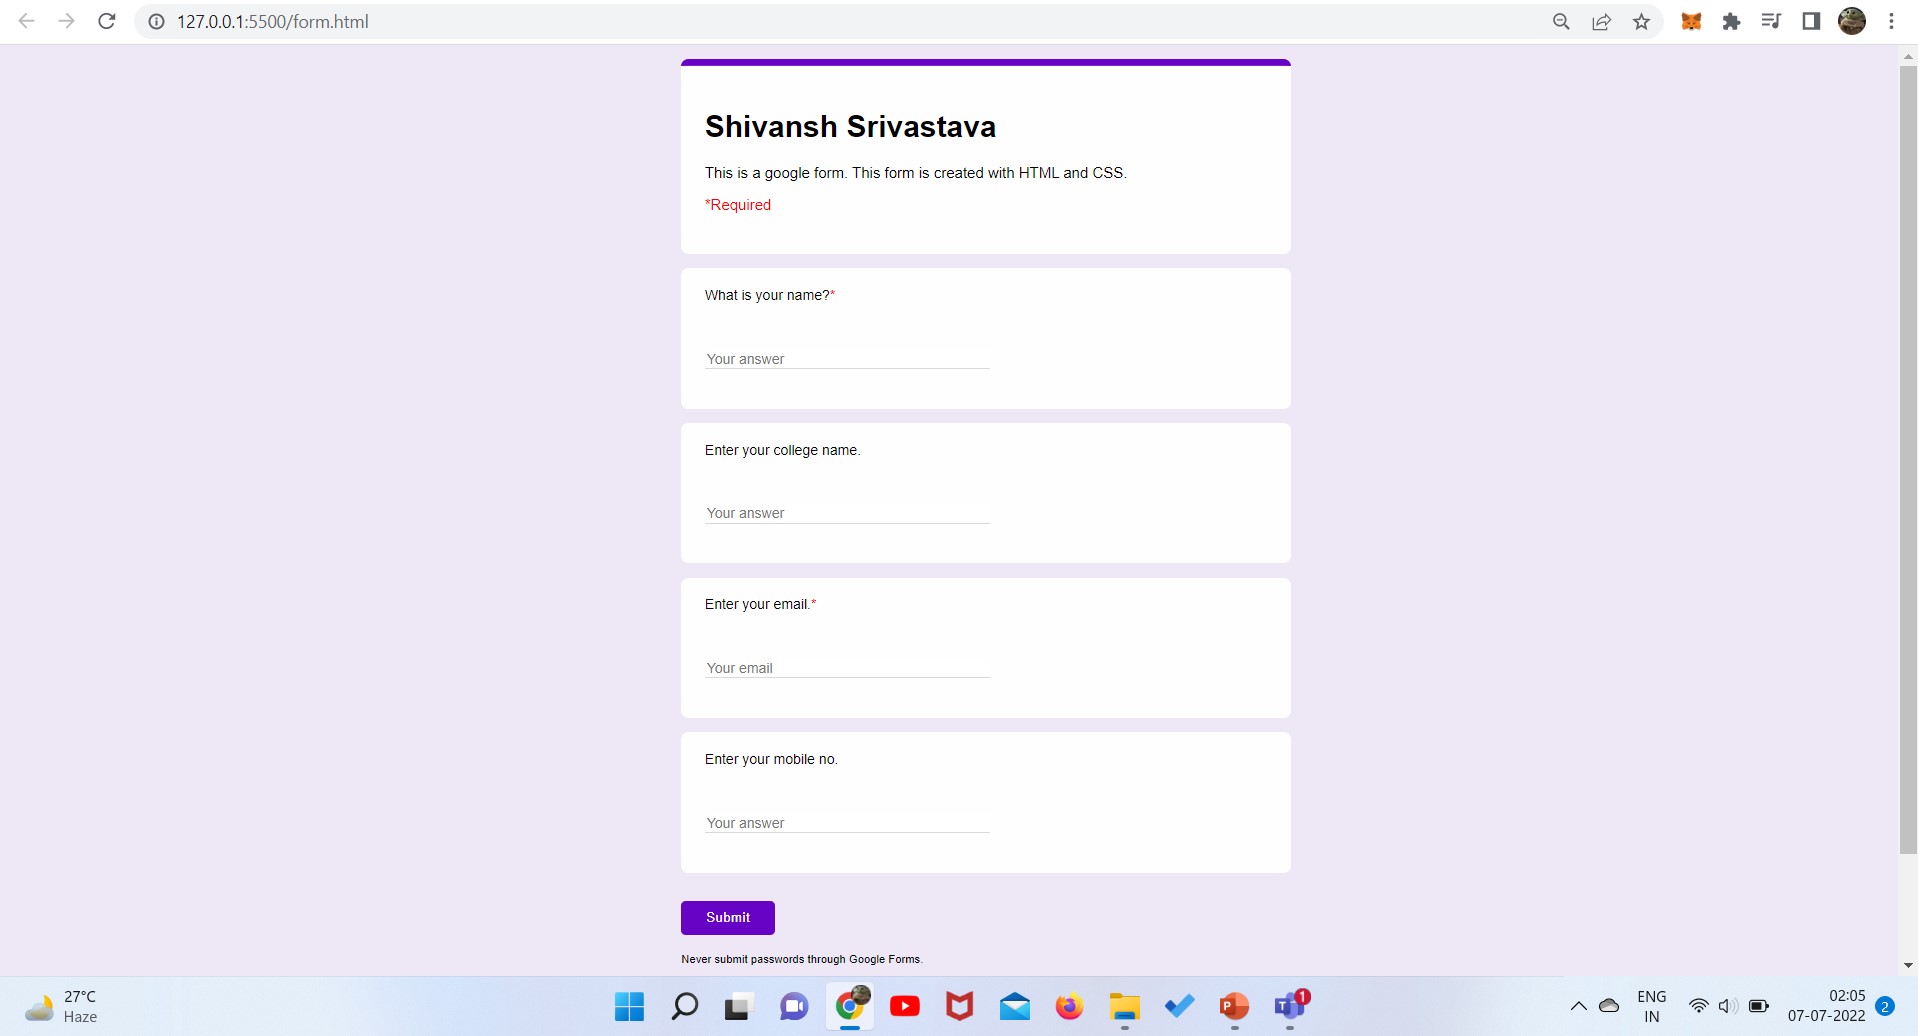 127.0.0.1:5500/form.html
Shivansh Srivastava
This is a google form. This form is created with HTML and CSS.
*Required
What is your name?*
Your answer
Enter your college name.
Your answer
Enter your email.*
Your email
Enter your mobile no.
Your answer
Submit
Never submit passwords through Google Forms.
27°C
Haze
P
T
1
ENG
IN
02:05
07-07-2022
2